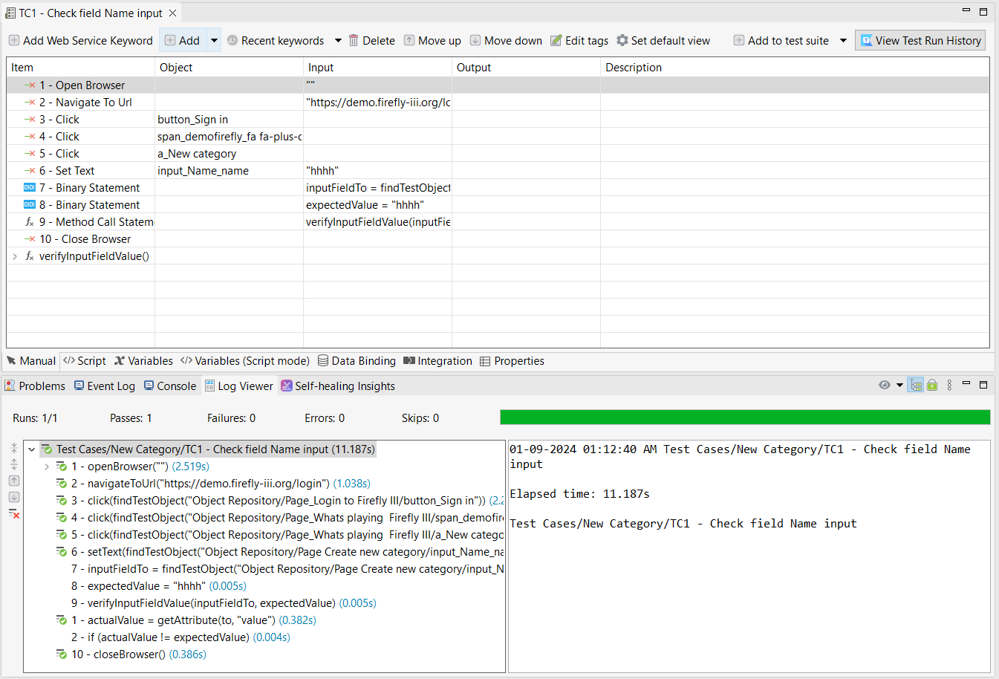 TC1 - Check field Name input
Add Web Service Keyword Add Recent keywords Delete Move up Move down Edit tags Set default view Add to test suite View Test Run History
Item Object Input Output Description
1 - Open Browser ""
2 - Navigate To Url "https://demo.firefly-iii.org/lo
3 - Click button_Sign in
4 - Click span_demofirefly_fa fa-plus-c
5 - Click a_New category
6 - Set Text input_Name_name "hhhh"
7 - Binary Statement inputFieldTo = findTestObject
8 - Binary Statement expectedValue = "hhhh"
9 - Method Call Statem verifyInputFieldValue(inputFie
10 - Close Browser
verifyInputFieldValue()
Manual Script Variables Variables (Script mode) Data Binding Integration Properties
Problems Event Log Console Log Viewer Self-healing Insights
Runs: 1/1 Passes: 1 Failures: 0 Errors: 0 Skips: 0
Test Cases/New Category/TC1 - Check field Name input (11.187s)
1 - openBrowser("") (2.519s)
2 - navigateToUrl("https://demo.firefly-iii.org/login") (1.038s)
3 - click(findTestObject("Object Repository/Page_Login to Firefly III/button_Sign in")) (2.2
4 - click(findTestObject("Object Repository/Page_Whats playing  Firefly III/span_demofire
5 - click(findTestObject("Object Repository/Page_Whats playing  Firefly III/a_New catego
6 - setText(findTestObject("Object Repository/Page Create new category/input_Name_na
7 - inputFieldTo = findTestObject("Object Repository/Page Create new category/input_N
8 - expectedValue = "hhhh" (0.005s)
9 - verifyInputFieldValue(inputFieldTo, expectedValue) (0.005s)
1 - actualValue = getAttribute(to, "value") (0.382s)
2 - if (actualValue != expectedValue) (0.004s)
10 - closeBrowser() (0.386s)
01-09-2024 01:12:40 AM Test Cases/New Category/TC1 - Check field Name
input
Elapsed time: 11.187s
Test Cases/New Category/TC1 - Check field Name input